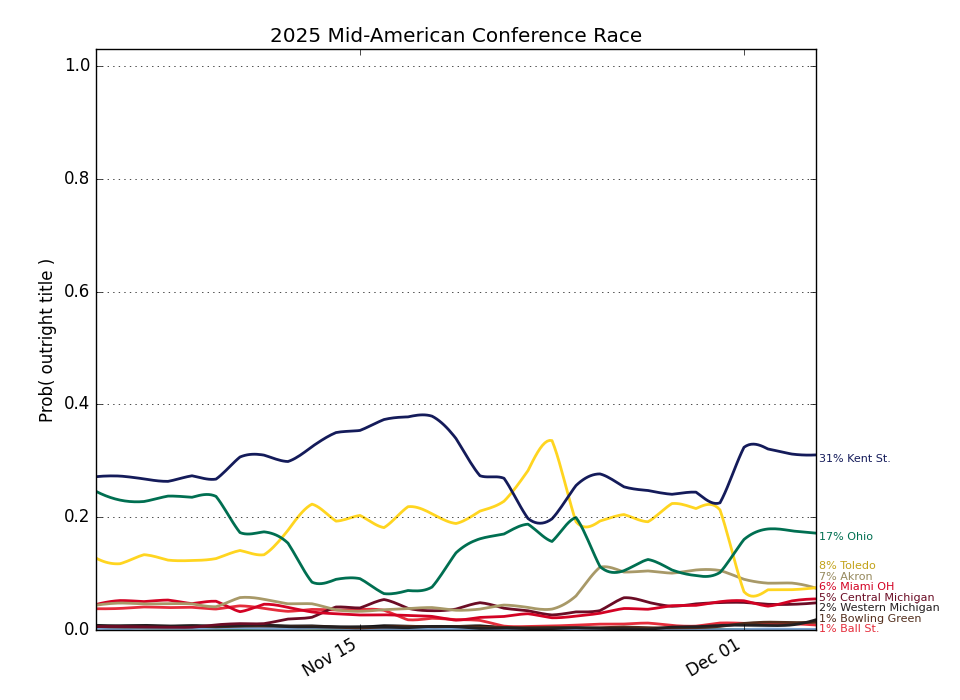 2025 Mid-American Conference Race
Prob( outright title )
1.0
0.8
0.6
0.4
0.2
0.0
Nov 15
Dec 01
31% Kent St.
17% Ohio
8% Toledo
7% Akron
6% Miami OH
5% Central Michigan
2% Western Michigan
1% Bowling Green
1% Ball St.